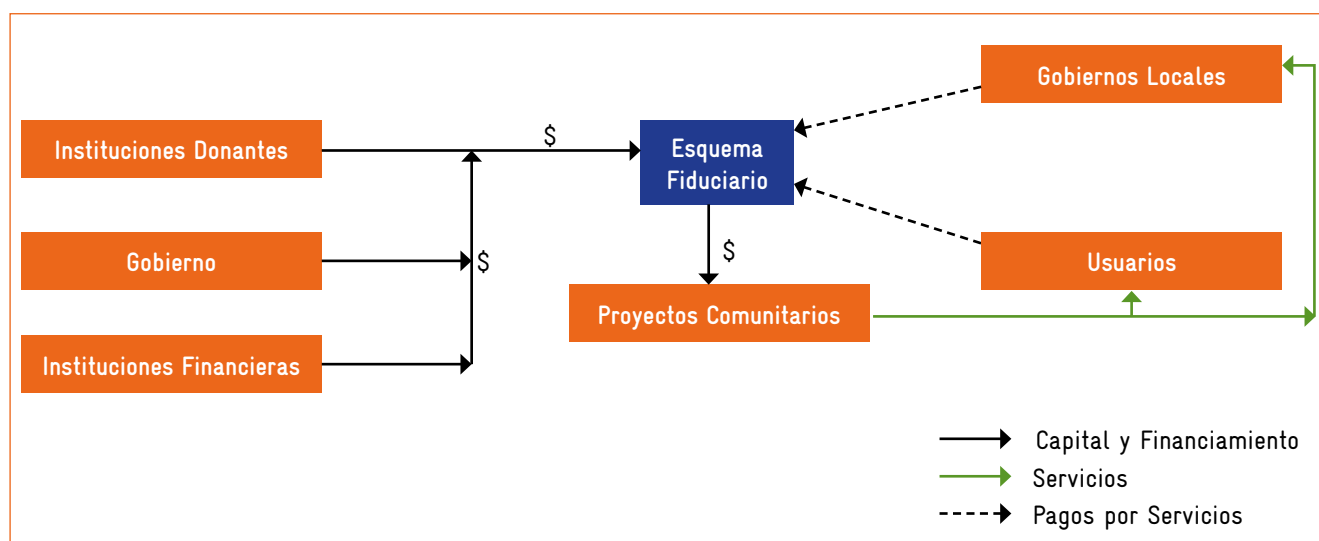 Gobiernos Locales
Instituciones Donantes
$
Esquema
Fiduciario
Gobierno
$
$
Usuarios
Proyectos Comunitarios
Instituciones Financieras
Capital y Financiamiento
Servicios
Pagos por Servicios